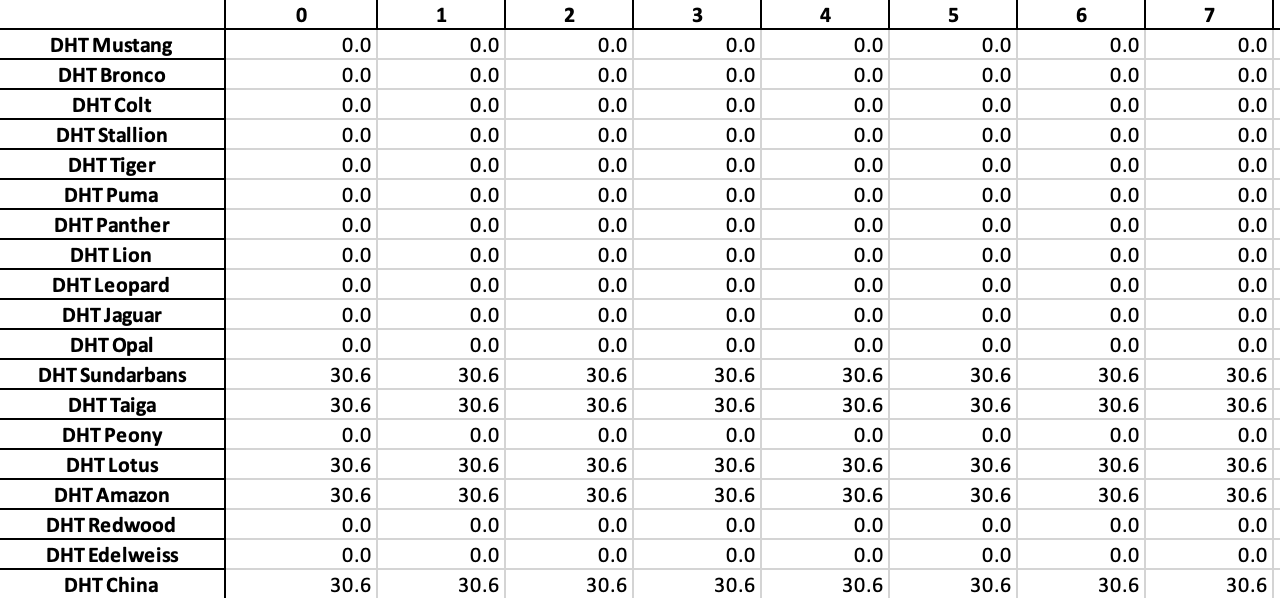 0 1 2 3 4 5 6 7
DHT Mustang 0.0 0.0 0.0 0.0 0.0 0.0 0.0 0.0
DHT Bronco 0.0 0.0 0.0 0.0 0.0 0.0 0.0 0.0
DHT Colt 0.0 0.0 0.0 0.0 0.0 0.0 0.0 0.0
DHT Stallion 0.0 0.0 0.0 0.0 0.0 0.0 0.0 0.0
DHT Tiger 0.0 0.0 0.0 0.0 0.0 0.0 0.0 0.0
DHT Puma 0.0 0.0 0.0 0.0 0.0 0.0 0.0 0.0
DHT Panther 0.0 0.0 0.0 0.0 0.0 0.0 0.0 0.0
DHT Lion 0.0 0.0 0.0 0.0 0.0 0.0 0.0 0.0
DHT Leopard 0.0 0.0 0.0 0.0 0.0 0.0 0.0 0.0
DHT Jaguar 0.0 0.0 0.0 0.0 0.0 0.0 0.0 0.0
DHT Opal 0.0 0.0 0.0 0.0 0.0 0.0 0.0 0.0
DHT Sundarbans 30.6 30.6 30.6 30.6 30.6 30.6 30.6 30.6
DHT Taiga 30.6 30.6 30.6 30.6 30.6 30.6 30.6 30.6
DHT Peony 0.0 0.0 0.0 0.0 0.0 0.0 0.0 0.0
DHT Lotus 30.6 30.6 30.6 30.6 30.6 30.6 30.6 30.6
DHT Amazon 30.6 30.6 30.6 30.6 30.6 30.6 30.6 30.6
DHT Redwood 0.0 0.0 0.0 0.0 0.0 0.0 0.0 0.0
DHT Edelweiss 0.0 0.0 0.0 0.0 0.0 0.0 0.0 0.0
DHT China 30.6 30.6 30.6 30.6 30.6 30.6 30.6 30.6